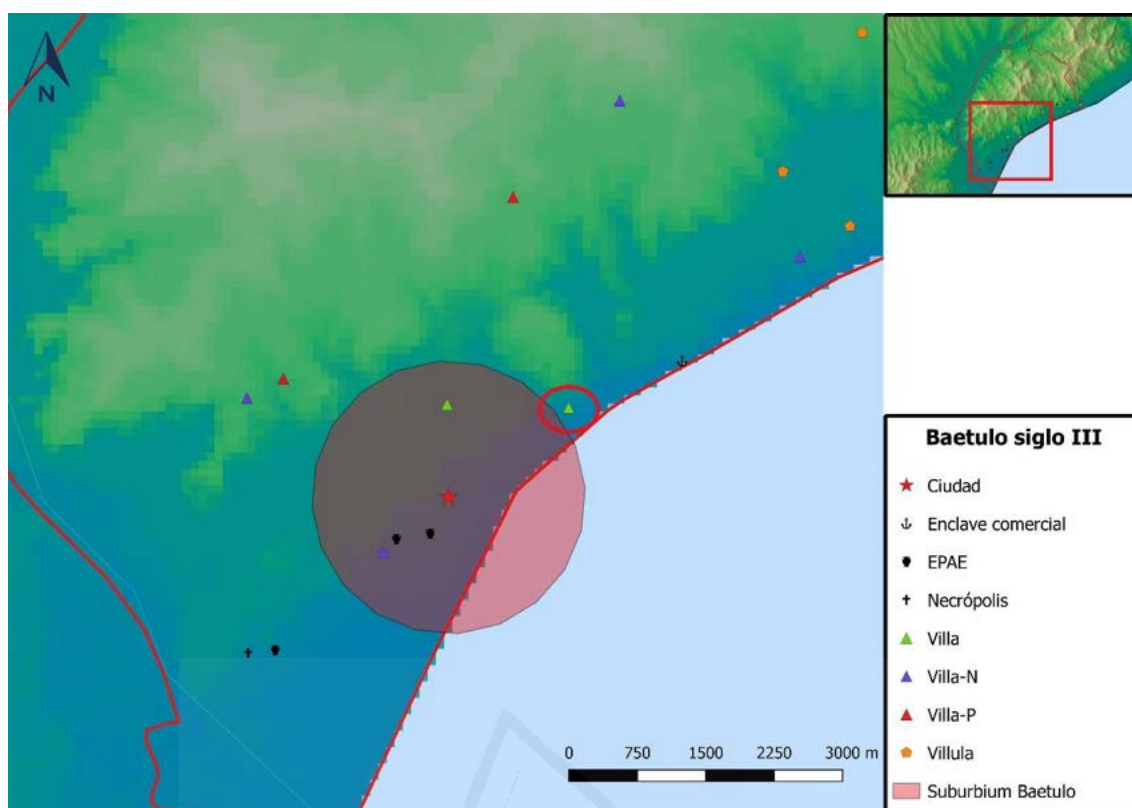 N
0 750 1500 2250 3000 m
Baetulo siglo III
Ciudad
Enclave comercial
EPAE
Necrópolis
Villa
Villa-N
Villa-P
Villula
Suburbium Baetulo